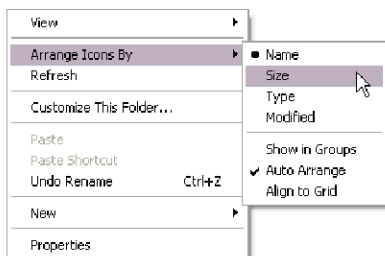 View
Arrange Icons By
Refresh
Customize This Folder...
Paste
Paste Shortcut
Undo Rename Ctrl+Z
New
Properties
Name
Size
Type
Modified
Show in Groups
Auto Arrange
Align to Grid